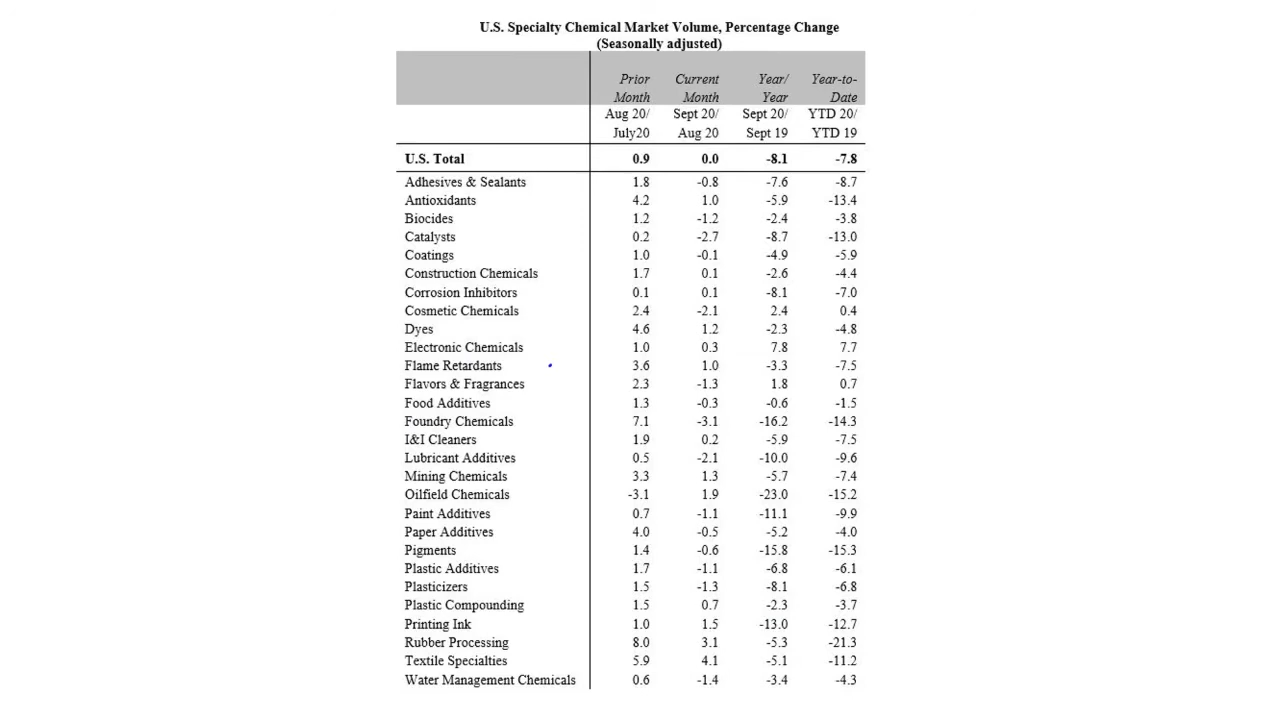 U.S. Specialty Chemical Market Volume, Percentage Change
(Seasonally adjusted)
Prior Current Year/ Year-to-
Month Month Year Date
Aug 20/ Sept 20/ Sept 20/ YTD 20/
July20 Aug 20 Sept 19 YTD 19
U.S. Total 0.9 0.0 -8.1 -7.8
Adhesives & Sealants 1.8 -0.8 -7.6 -8.7
Antioxidants 4.2 1.0 -5.9 -13.4
Biocides 1.2 -1.2 -2.4 -3.8
Catalysts 0.2 -2.7 -8.7 -13.0
Coatings 1.0 -0.1 -4.9 -5.9
Construction Chemicals 1.7 0.1 -2.6 -4.4
Corrosion Inhibitors 0.1 0.1 -8.1 -7.0
Cosmetic Chemicals 2.4 -2.1 2.4 0.4
Dyes 4.6 1.2 -2.3 -4.8
Electronic Chemicals 1.0 0.3 7.8 7.7
Flame Retardants 3.6 1.0 -3.3 -7.5
Flavors & Fragrances 2.3 -1.3 1.8 0.7
Food Additives 1.3 -0.3 -0.6 -1.5
Foundry Chemicals 7.1 -3.1 -16.2 -14.3
I&I Cleaners 1.9 0.2 -5.9 -7.5
Lubricant Additives 0.5 -2.1 -10.0 -9.6
Mining Chemicals 3.3 1.3 -5.7 -7.4
Oilfield Chemicals -3.1 1.9 -23.0 -15.2
Paint Additives 0.7 -1.1 -11.1 -9.9
Paper Additives 4.0 -0.5 -5.2 -4.0
Pigments 1.4 -0.6 -15.8 -15.3
Plastic Additives 1.7 -1.1 -6.8 -6.1
Plasticizers 1.5 -1.3 -8.1 -6.8
Plastic Compounding 1.5 0.7 -2.3 -3.7
Printing Ink 1.0 1.5 -13.0 -12.7
Rubber Processing 8.0 3.1 -5.3 -21.3
Textile Specialties 5.9 4.1 -5.1 -11.2
Water Management Chemicals 0.6 -1.4 -3.4 -4.3